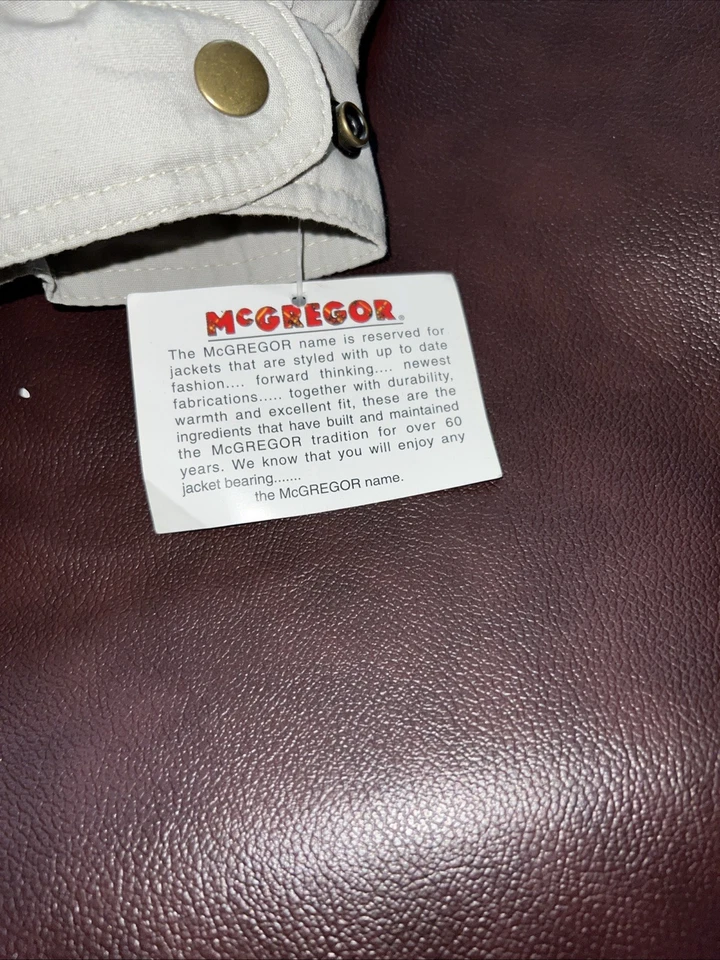 McGREGOR®
The McGREGOR name is reserved for
jackets that are styled with up to date
fashion.... forward thinking.... newest
fabrications..... together with durability,
warmth and excellent fit, these are the
ingredients that have built and maintained
the McGREGOR tradition for over 60
years. We know that you will enjoy any
jacket bearing.......
the McGREGOR name.